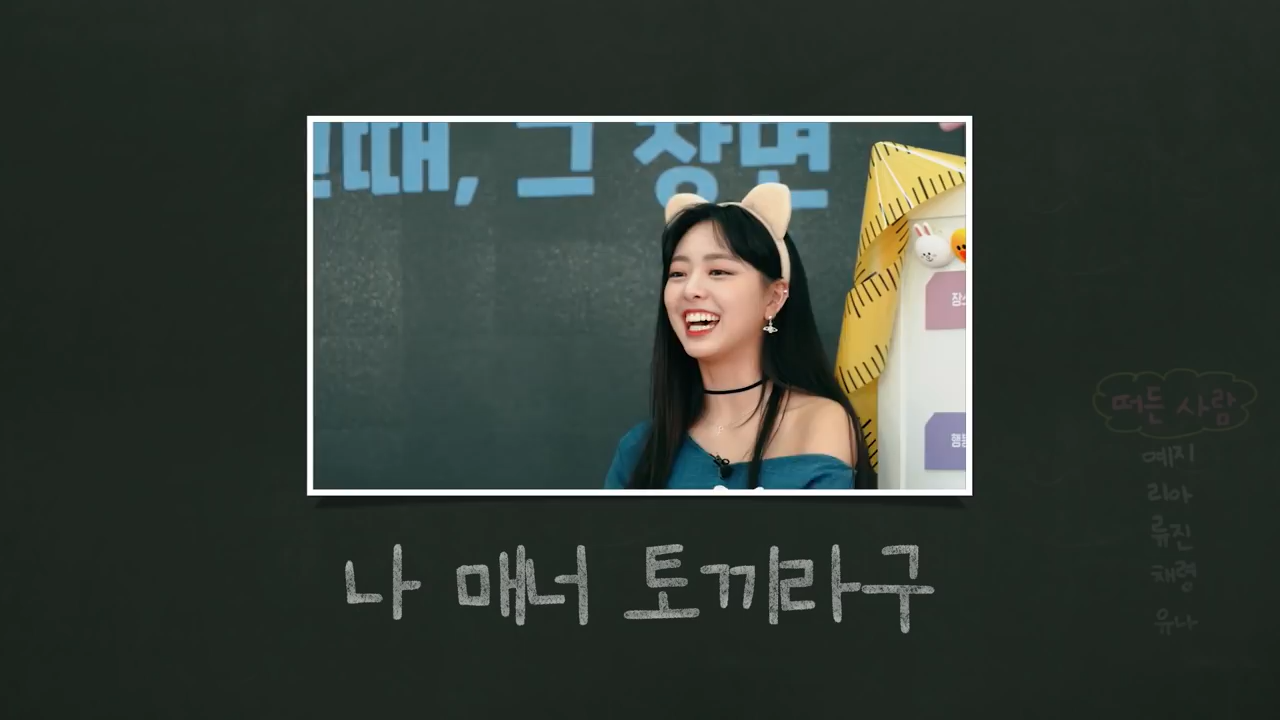 그때, 그 장면
떠든 사람
예지
리아
류진
채령
유나
나 매너 토끼라구